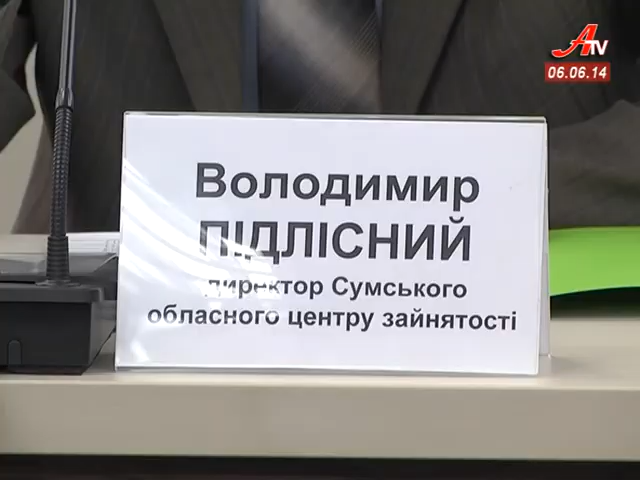 ATV
06.06.14
Володимир
ПІДЛІСНИЙ
директор Сумського
обласного центру зайнятості